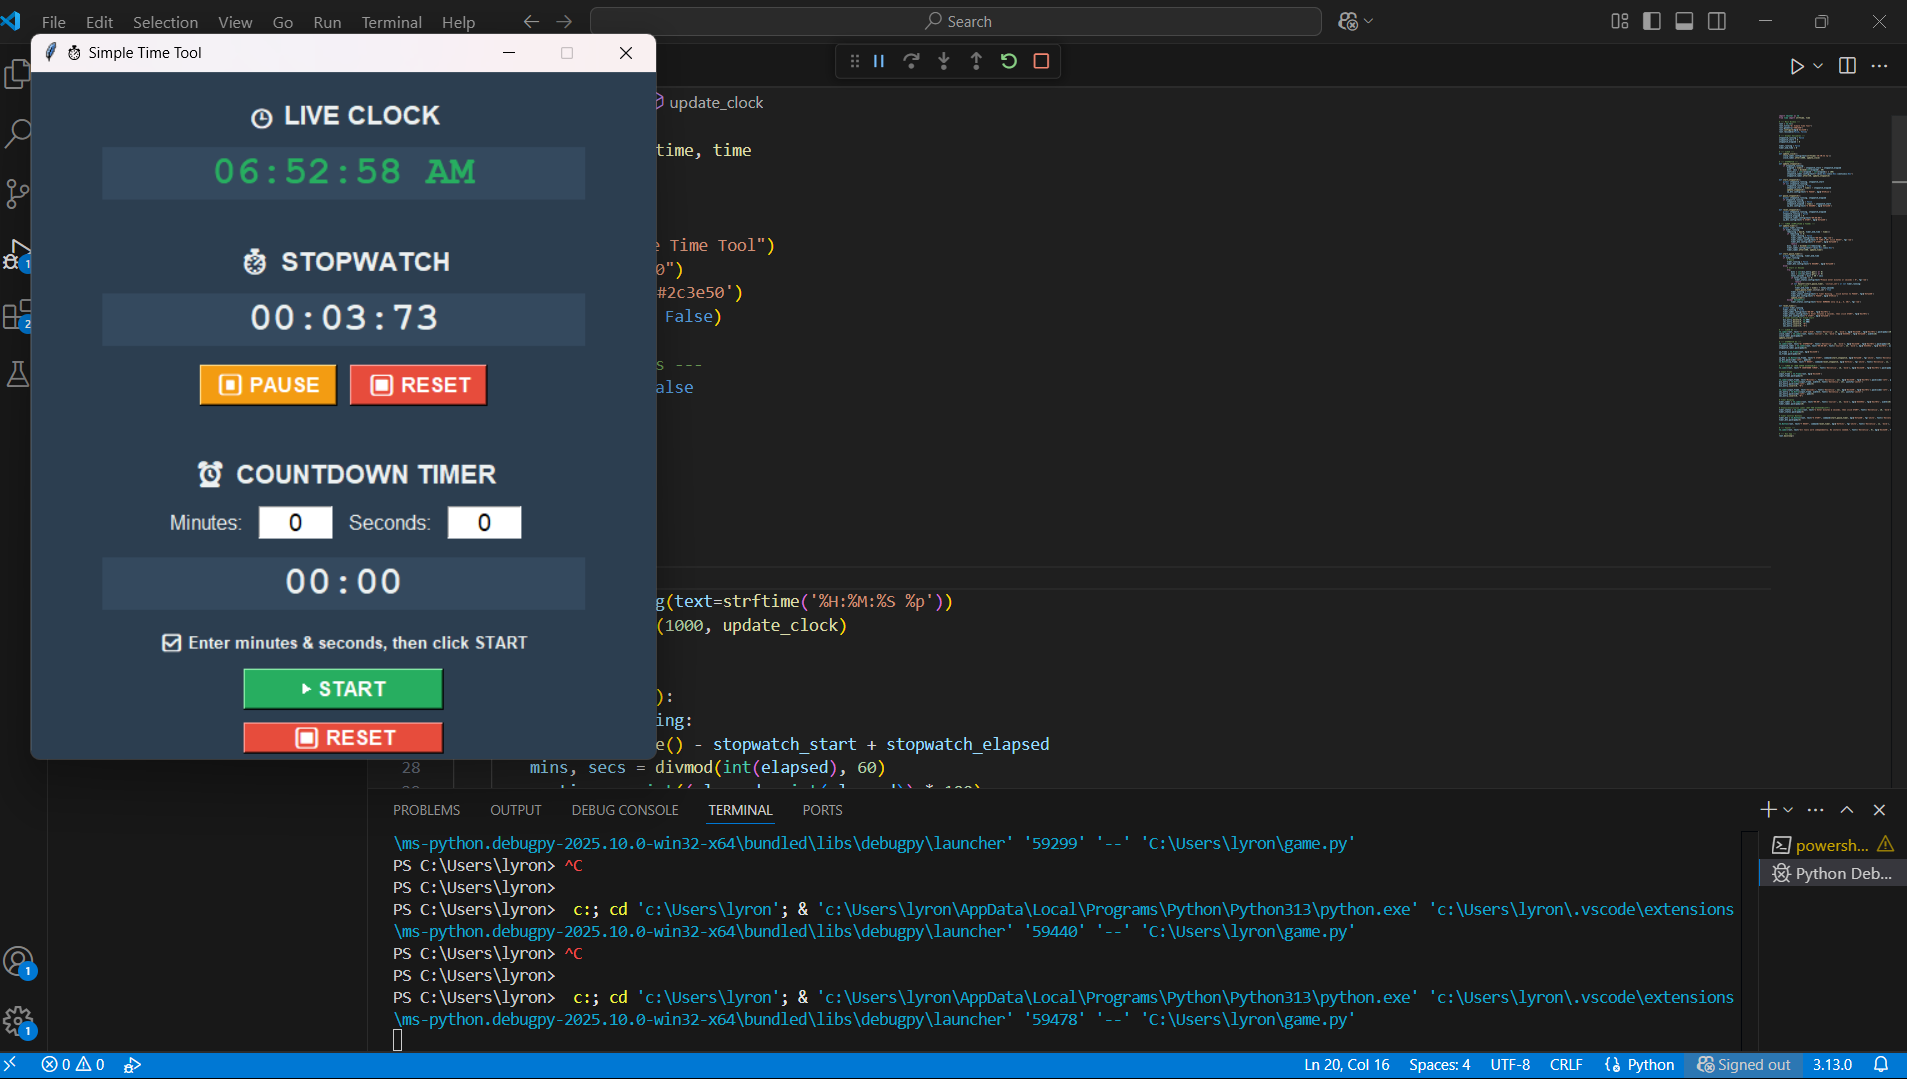 File Edit Selection View Go Run Terminal Help
Search
Simple Time Tool
LIVE CLOCK
06:52:58 AM
STOPWATCH
00:03:73
PAUSE RESET
COUNTDOWN TIMER
Minutes: 0 Seconds: 0
00:00
Enter minutes & seconds, then click START
START
RESET
1
2
1
1
update_clock
time, time
e Time Tool")
0")
#2c3e50')
False)
s ---
alse
g(text=strftime('%H:%M:%S %p'))
(1000, update_clock)
):
ing:
e() - stopwatch_start + stopwatch_elapsed
28 mins, secs = divmod(int(elapsed), 60)
PROBLEMS OUTPUT DEBUG CONSOLE TERMINAL PORTS
\ms-python.debugpy-2025.10.0-win32-x64\bundled\libs\debugpy\launcher' '59299' '--' 'C:\Users\lyron\game.py'
PS C:\Users\lyron> ^C
PS C:\Users\lyron>
PS C:\Users\lyron>  c:; cd 'c:\Users\lyron'; & 'c:\Users\lyron\AppData\Local\Programs\Python\Python313\python.exe' 'c:\Users\lyron\.vscode\extensions
\ms-python.debugpy-2025.10.0-win32-x64\bundled\libs\debugpy\launcher' '59440' '--' 'C:\Users\lyron\game.py'
PS C:\Users\lyron> ^C
PS C:\Users\lyron>
PS C:\Users\lyron>  c:; cd 'c:\Users\lyron'; & 'c:\Users\lyron\AppData\Local\Programs\Python\Python313\python.exe' 'c:\Users\lyron\.vscode\extensions
\ms-python.debugpy-2025.10.0-win32-x64\bundled\libs\debugpy\launcher' '59478' '--' 'C:\Users\lyron\game.py'
powersh...
Python Deb...
0 0 Ln 20, Col 16 Spaces: 4 UTF-8 CRLF Python Signed out 3.13.0